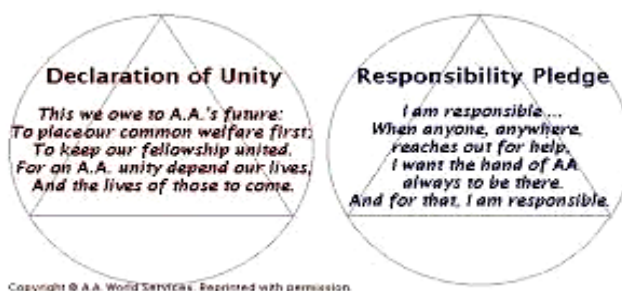 Declaration of Unity
This we owe to A.A.'s future:
To place our common welfare first;
To keep our fellowship united.
For on A.A. unity depend our lives,
And the lives of those to come.
Responsibility Pledge
I am responsible ...
When anyone, anywhere,
reaches out for help,
I want the hand of AA
always to be there.
And for that, I am responsible.
Copyright © A.A. World Services. Reprinted with permission.